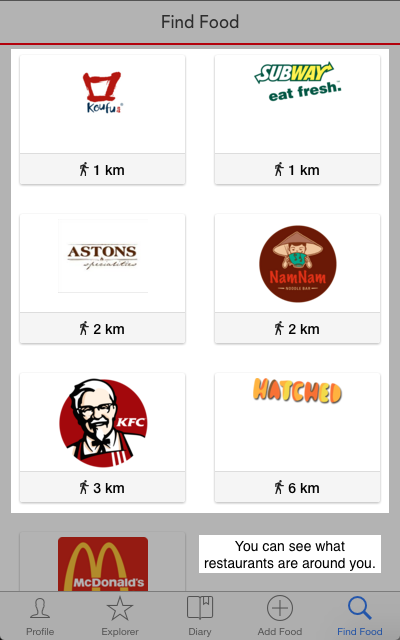 Find Food
Koufu
SUBWAY
eat fresh.
1 km
1 km
ASTONS
specialities
NamNam
NOODLE BAR
2 km
2 km
KFC
HATCHED
3 km
6 km
McDonald's
You can see what
restaurants are around you.
Profile
Explorer
Diary
Add Food
Find Food